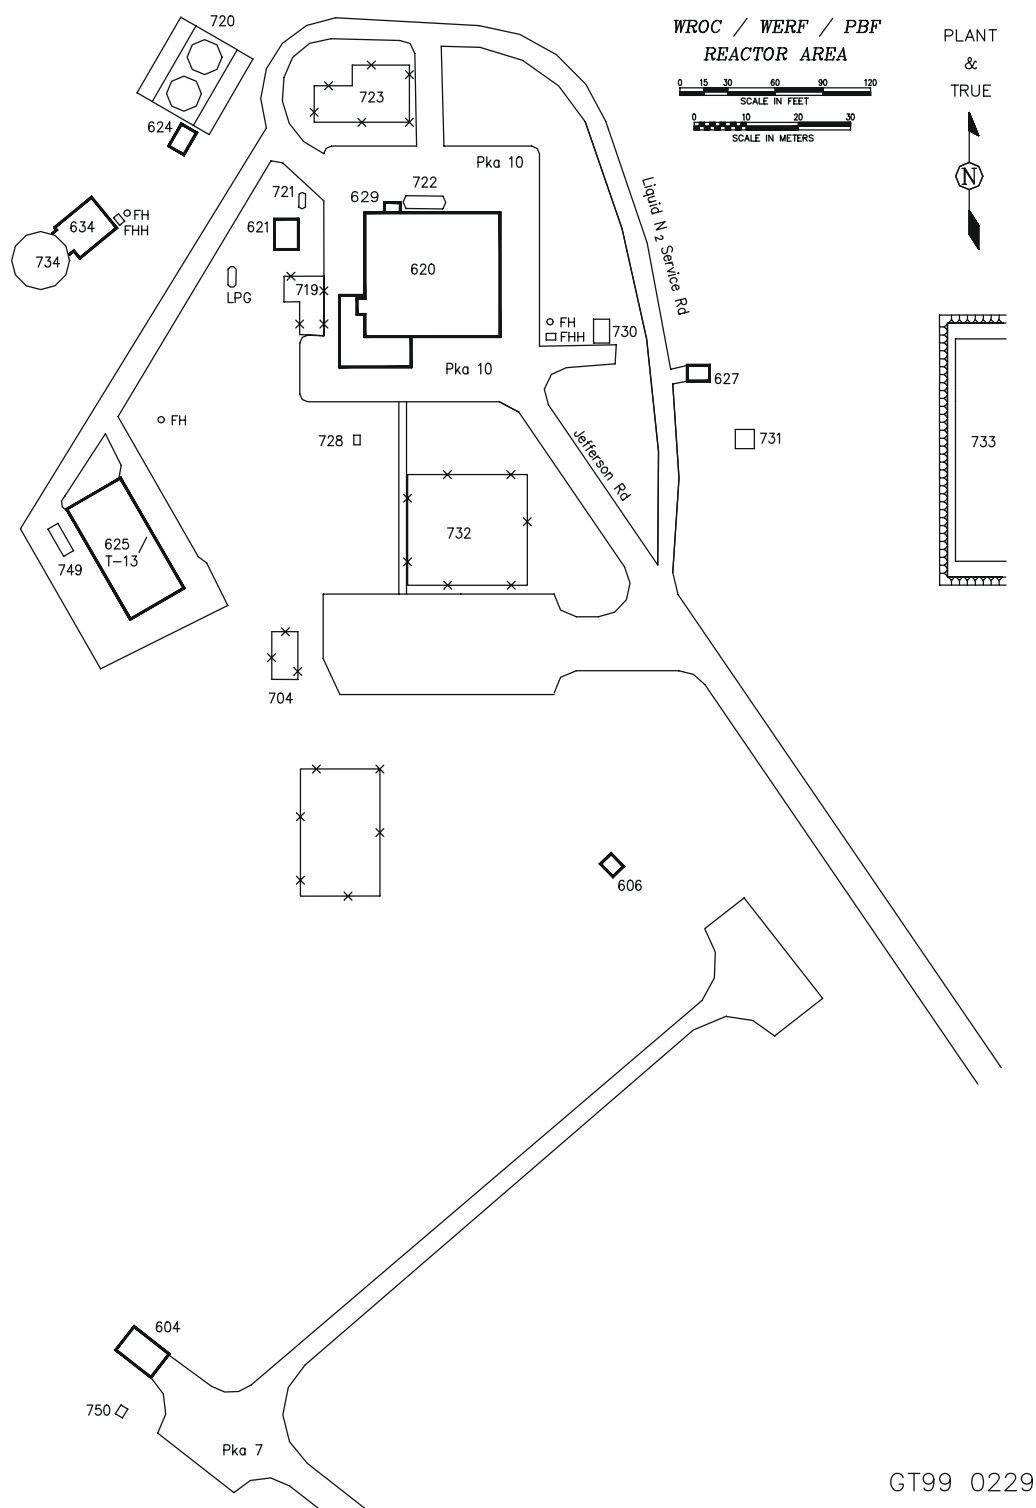 WROC / WERF / PBF
REACTOR AREA
0 15 30 60 90 120
SCALE IN FEET
0 10 20 30
SCALE IN METERS
PLANT
&
TRUE
N
720
624
723
Pka 10
721
629
722
FH
FHH
634
734
621
620
LPG
719
Liquid N2 Service Rd
FH
FHH
730
Pka 10
627
FH
728
731
733
Jefferson Rd
732
625
T-13
749
704
606
604
750
Pka 7
GT99 0229